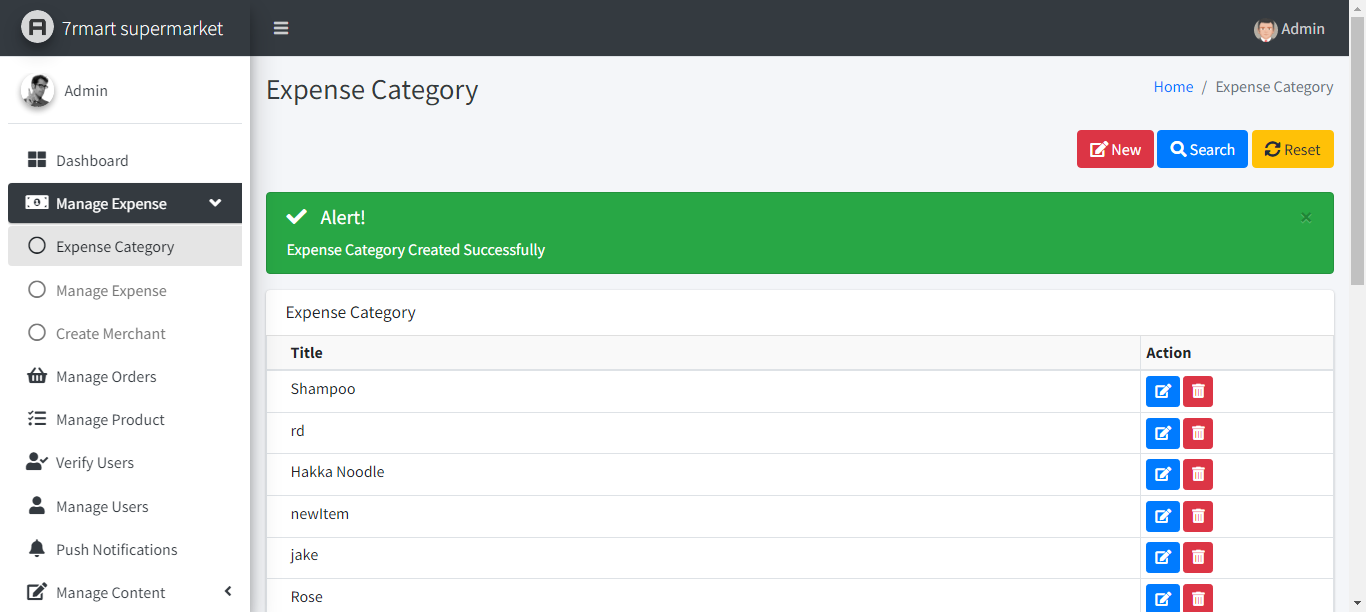 7rmart supermarket
Admin
Admin
Dashboard
Manage Expense
Expense Category
Manage Expense
Create Merchant
Manage Orders
Manage Product
Verify Users
Manage Users
Push Notifications
Manage Content
Expense Category
Home / Expense Category
New Search Reset
Alert! ×
Expense Category Created Successfully
Expense Category
Title Action
Shampoo
rd
Hakka Noodle
newItem
jake
Rose